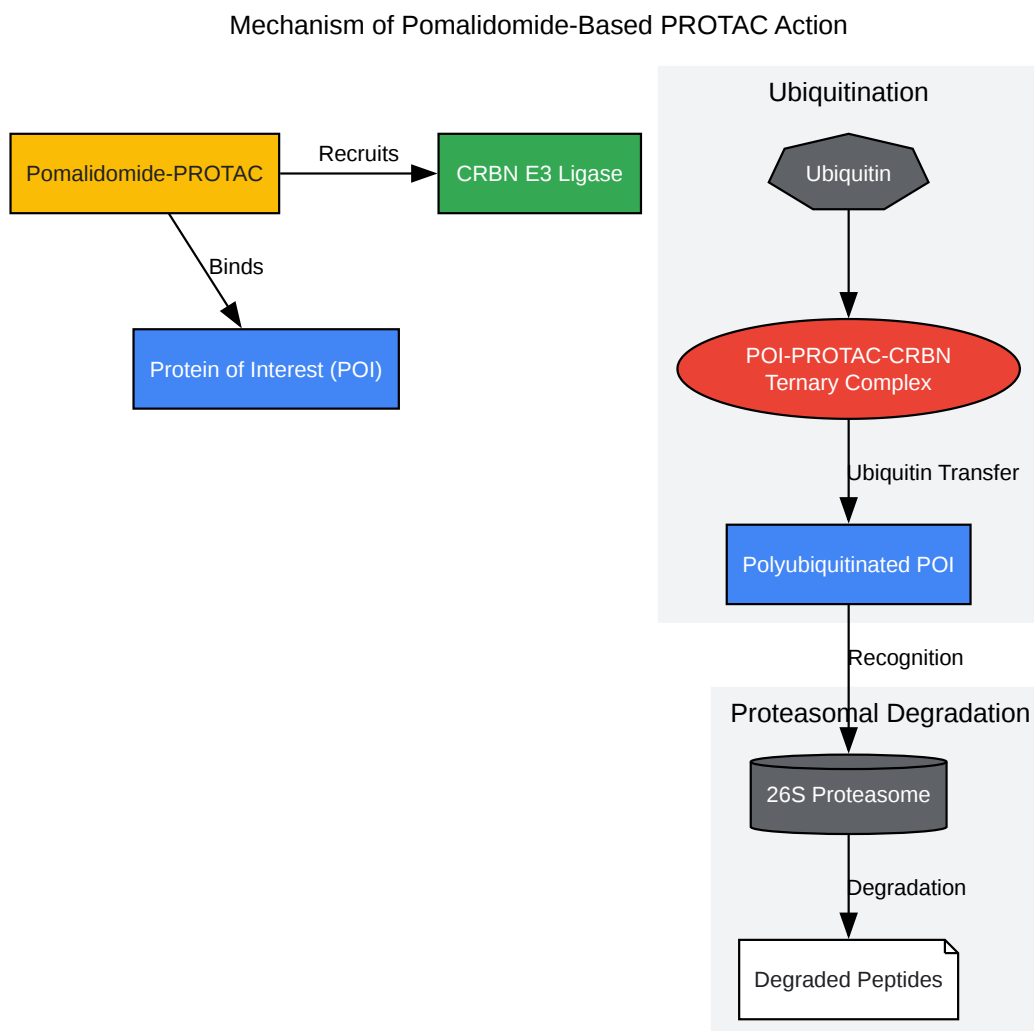 Mechanism of Pomalidomide-Based PROTAC Action
Pomalidomide-PROTAC
Recruits
CRBN E3 Ligase
Binds
Protein of Interest (POI)
Ubiquitination
Ubiquitin
POI-PROTAC-CRBN
Ternary Complex
Ubiquitin Transfer
Polyubiquitinated POI
Recognition
Proteasomal Degradation
26S Proteasome
Degradation
Degraded Peptides